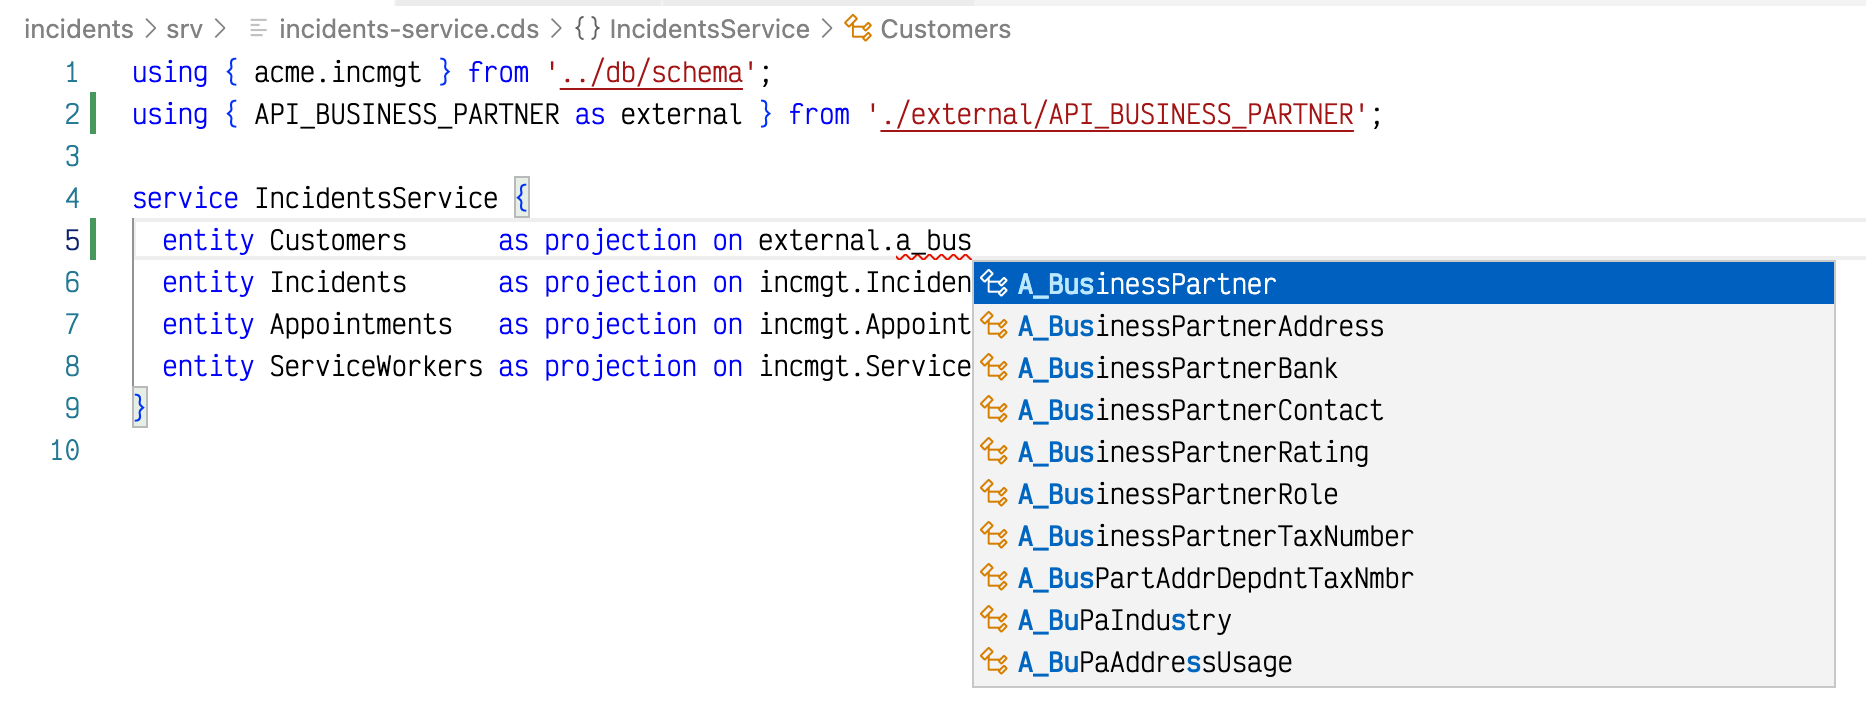 incidents > srv > incidents-service.cds > {} IncidentsService > Customers
1 using { acme.incmgt } from '../db/schema';
2 using { API_BUSINESS_PARTNER as external } from './external/API_BUSINESS_PARTNER';
3
4 service IncidentsService {
5 entity Customers as projection on external.a_bus
6 entity Incidents as projection on incmgt.Inciden
7 entity Appointments as projection on incmgt.Appoint
8 entity ServiceWorkers as projection on incmgt.Service
9 }
10
A_BusinessPartner
A_BusinessPartnerAddress
A_BusinessPartnerBank
A_BusinessPartnerContact
A_BusinessPartnerRating
A_BusinessPartnerRole
A_BusinessPartnerTaxNumber
A_BusPartAddrDepdntTaxNmbr
A_BuPaIndustry
A_BuPaAddressUsage